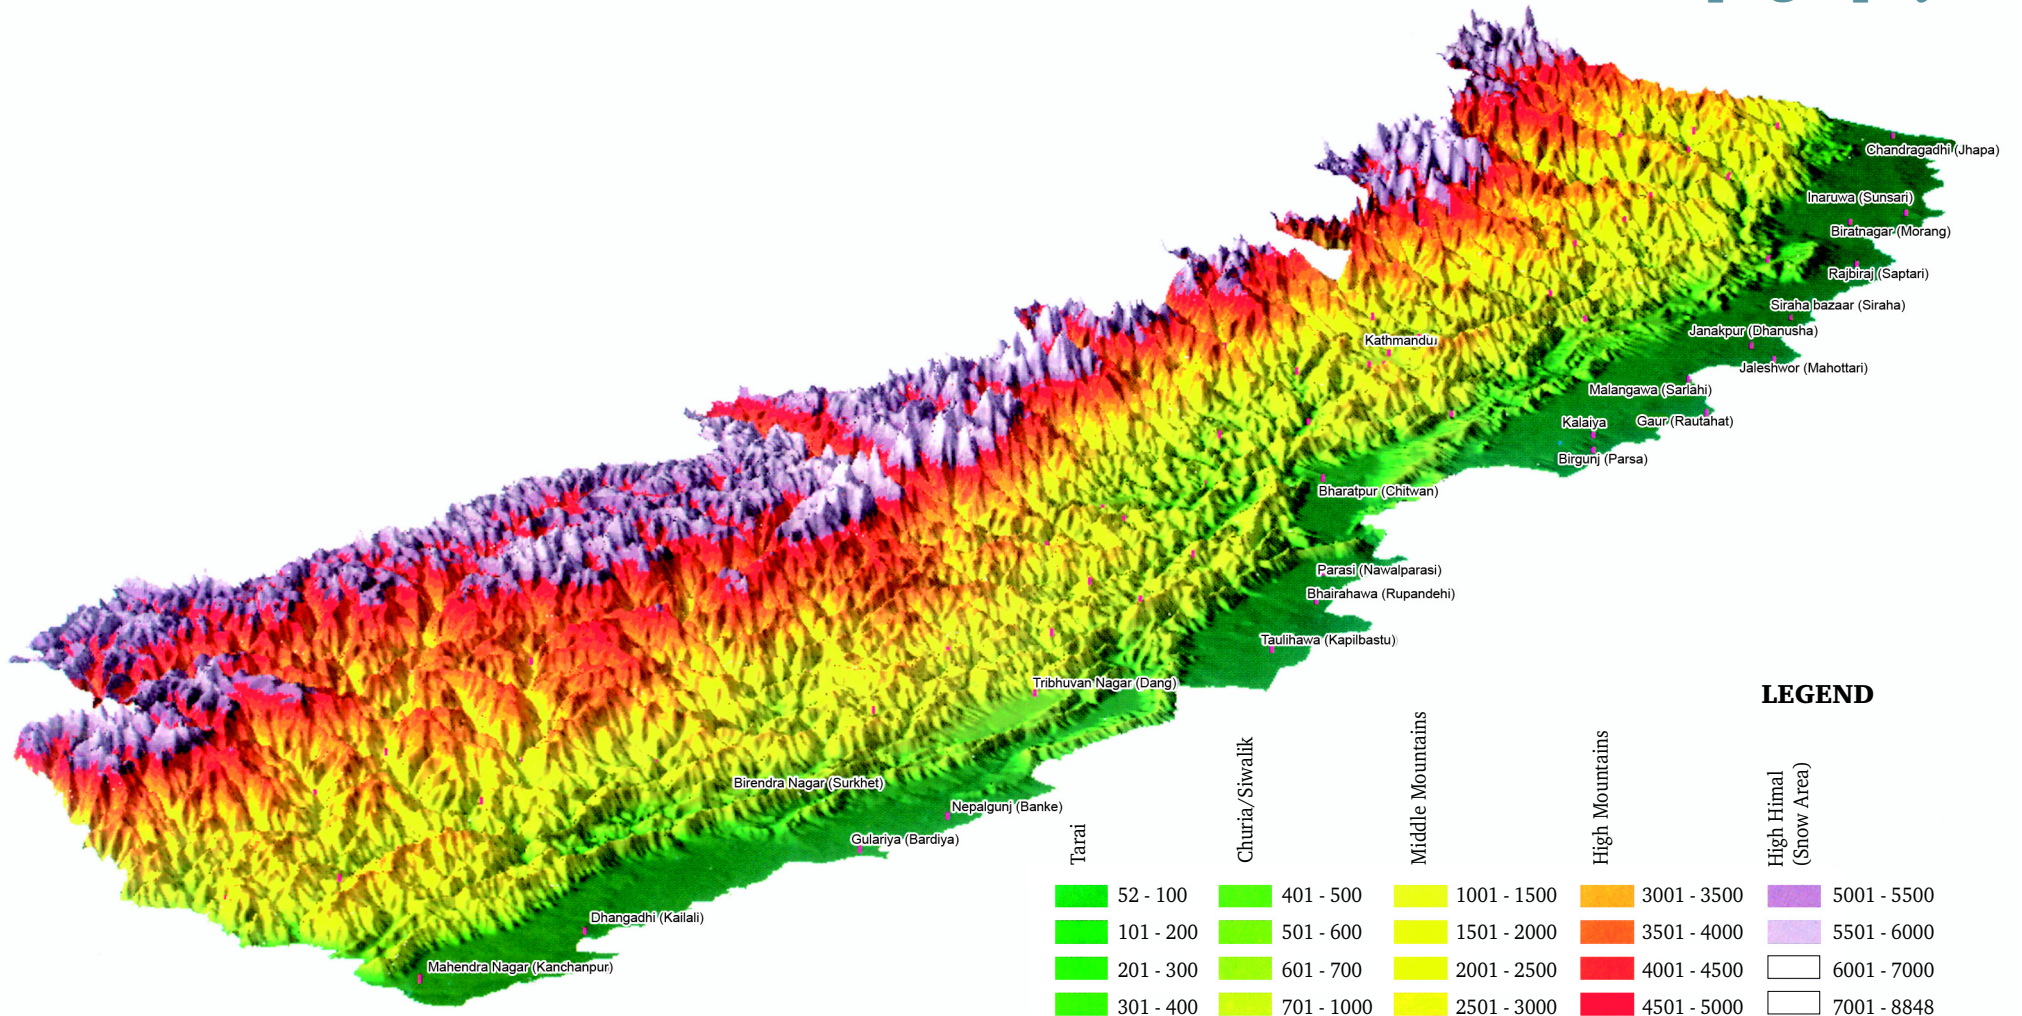 Chandragadhi (Jhapa)
Inaruwa (Sunsari)
Biratnagar (Morang)
Rajbiraj (Saptari)
Siraha bazaar (Siraha)
Janakpur (Dhanusha)
Kathmandu
Jaleshwor (Mahottari)
Malangawa (Sarlahi)
Kalaiya
Gaur (Rautahat)
Birgunj (Parsa)
Bharatpur (Chitwan)
Parasi (Nawalparasi)
Bhairahawa (Rupandehi)
Taulihawa (Kapilbastu)
Tribhuvan Nagar (Dang)
Birendra Nagar (Surkhet)
Nepalgunj (Banke)
Gulariya (Bardiya)
Dhangadhi (Kailali)
Mahendra Nagar (Kanchanpur)
LEGEND
Tarai
52 - 100
101 - 200
201 - 300
301 - 400
Churia/Siwalik
401 - 500
501 - 600
601 - 700
701 - 1000
Middle Mountains
1001 - 1500
1501 - 2000
2001 - 2500
2501 - 3000
High Mountains
3001 - 3500
3501 - 4000
4001 - 4500
4501 - 5000
High Himal
(Snow Area)
5001 - 5500
5501 - 6000
6001 - 7000
7001 - 8848